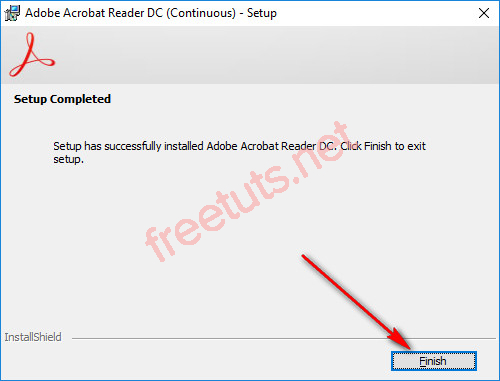 Adobe Acrobat Reader DC (Continuous) - Setup
Setup Completed
Setup has successfully installed Adobe Acrobat Reader DC. Click Finish to exit
setup.
freetuts.net
InstallShield
Finish